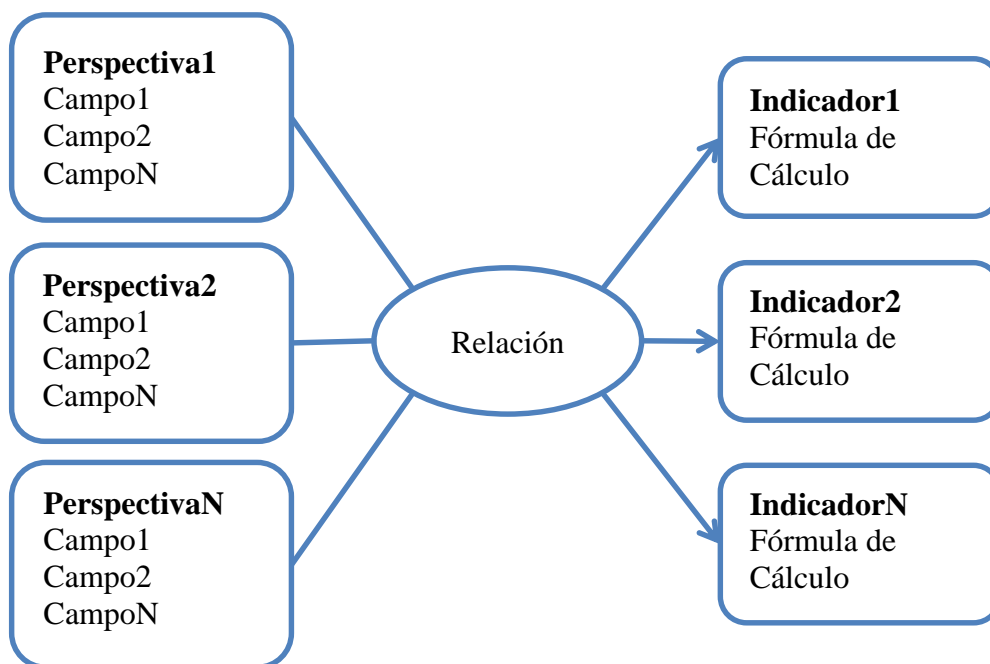 Perspectiva1
Campo1
Campo2
CampoN
Perspectiva2
Campo1
Campo2
CampoN
PerspectivaN
Campo1
Campo2
CampoN
Relación
Indicador1
Fórmula de
Cálculo
Indicador2
Fórmula de
Cálculo
IndicadorN
Fórmula de
Cálculo